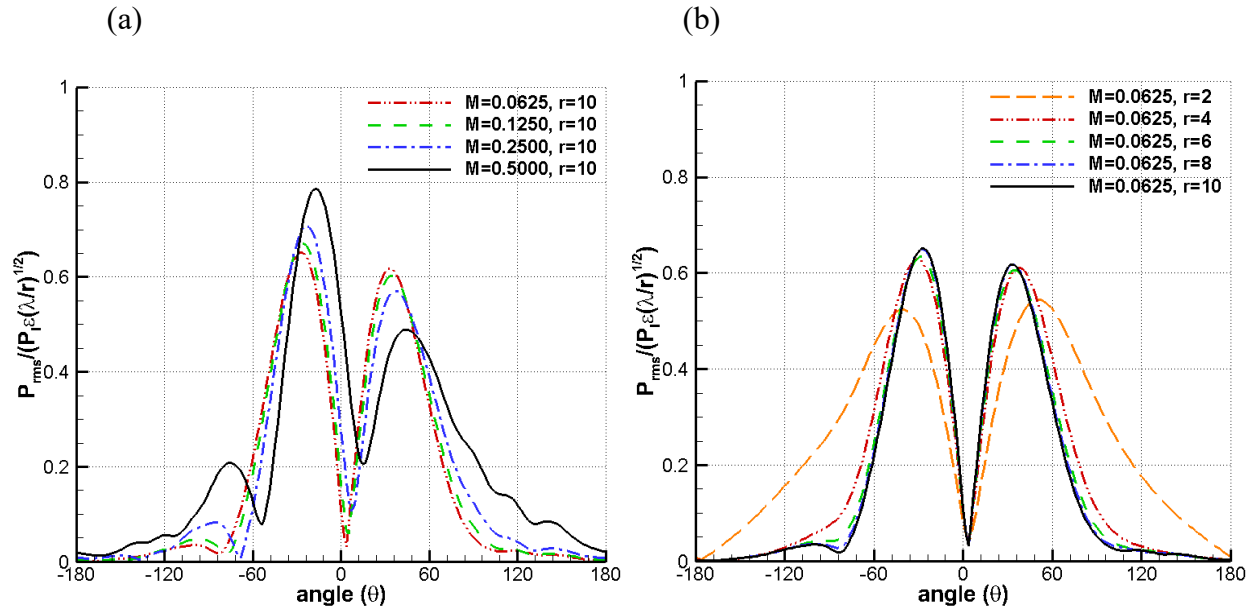 (a)
1
0.8
0.6
0.4
0.2
0
P_rms/(P_Iε(λ/r)^1/2)
M=0.0625, r=10
M=0.1250, r=10
M=0.2500, r=10
M=0.5000, r=10
-180
-120
-60
0
60
120
180
angle (θ)
(b)
1
0.8
0.6
0.4
0.2
0
P_rms/(P_Iε(λ/r)^1/2)
M=0.0625, r=2
M=0.0625, r=4
M=0.0625, r=6
M=0.0625, r=8
M=0.0625, r=10
-180
-120
-60
0
60
120
180
angle (θ)